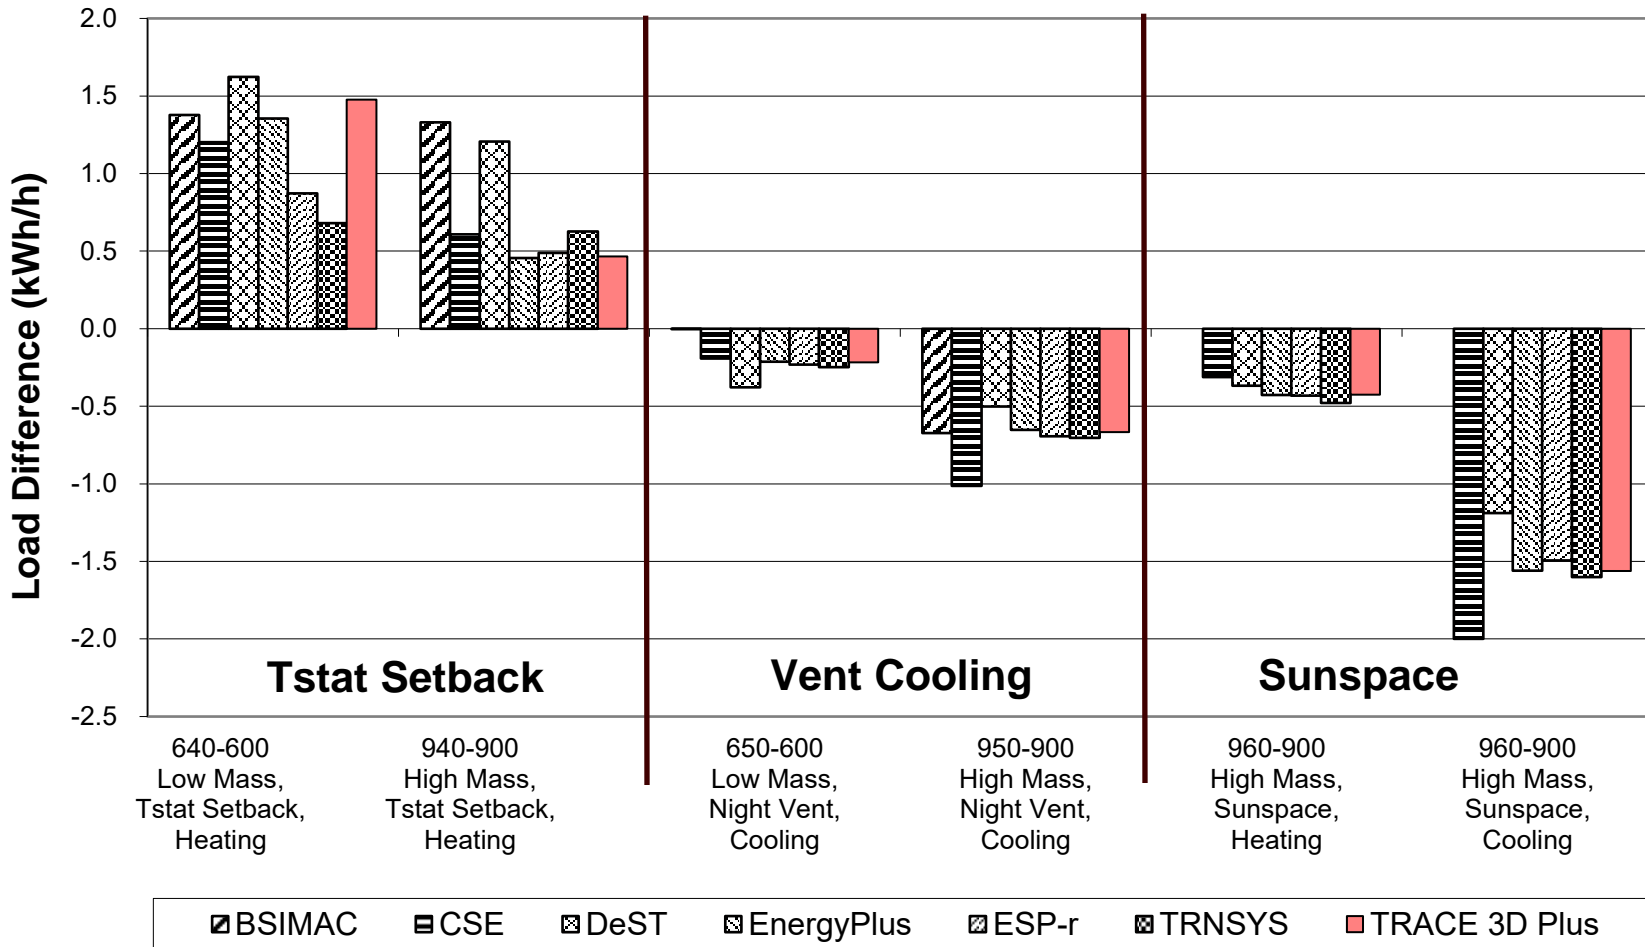 Load Difference (kWh/h)
2.0
1.5
1.0
0.5
0.0
-0.5
-1.0
-1.5
-2.0
-2.5
Tstat Setback
Vent Cooling
Sunspace
640-600
Low Mass,
Tstat Setback,
Heating
940-900
High Mass,
Tstat Setback,
Heating
650-600
Low Mass,
Night Vent,
Cooling
950-900
High Mass,
Night Vent,
Cooling
960-900
High Mass,
Sunspace,
Heating
960-900
High Mass,
Sunspace,
Cooling
BSIMAC CSE DeST EnergyPlus ESP-r TRNSYS TRACE 3D Plus